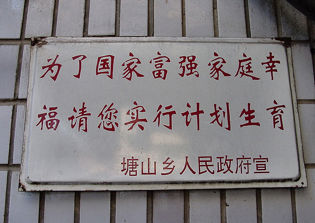 为了国家富强家庭幸
福请您实行计划生育
塘山乡人民政府宣